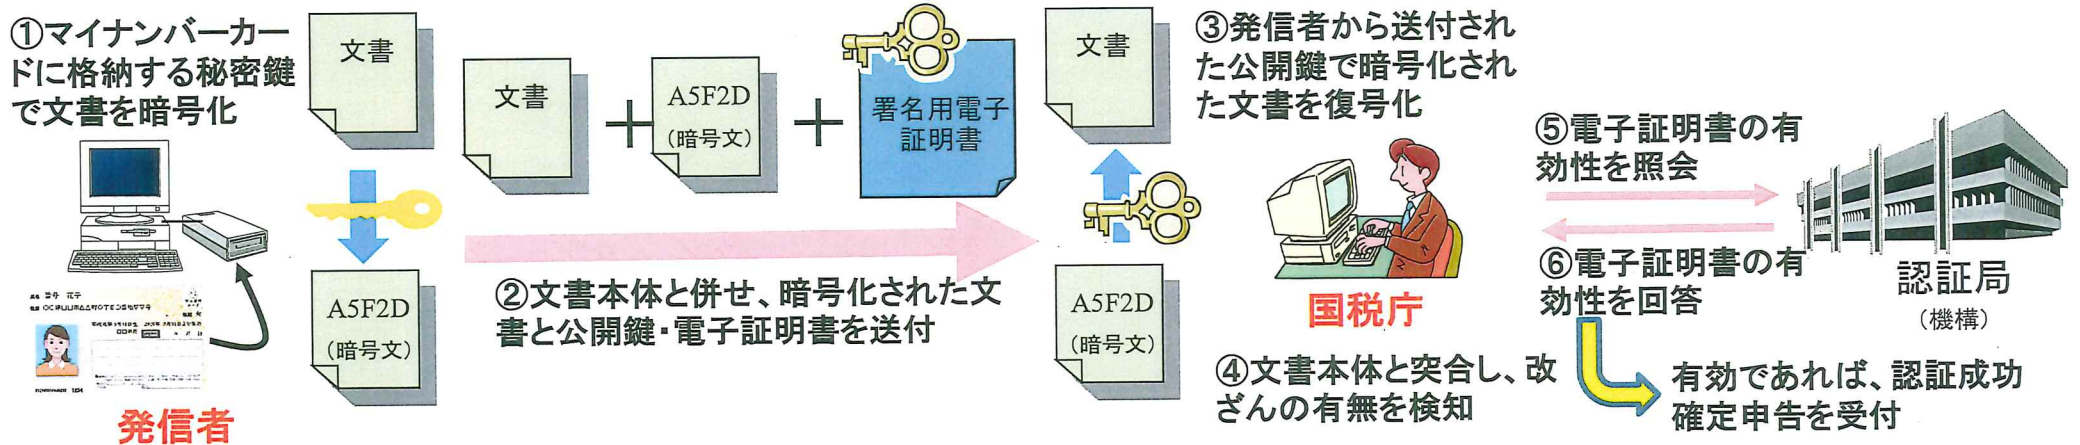 ①マイナンバーカー
ドに格納する秘密鍵
で文書を暗号化
文書
A5F2D
(暗号文)
発信者
文書
+
A5F2D
(暗号文)
+
署名用電子
証明書
②文書本体と併せ、暗号化された文
書と公開鍵・電子証明書を送付
文書
A5F2D
(暗号文)
③発信者から送付され
た公開鍵で暗号化され
た文書を復号化
国税庁
④文書本体と突合し、改
ざんの有無を検知
⑤電子証明書の有
効性を照会
⑥電子証明書の有
効性を回答
認証局
(機構)
有効であれば、認証成功
確定申告を受付